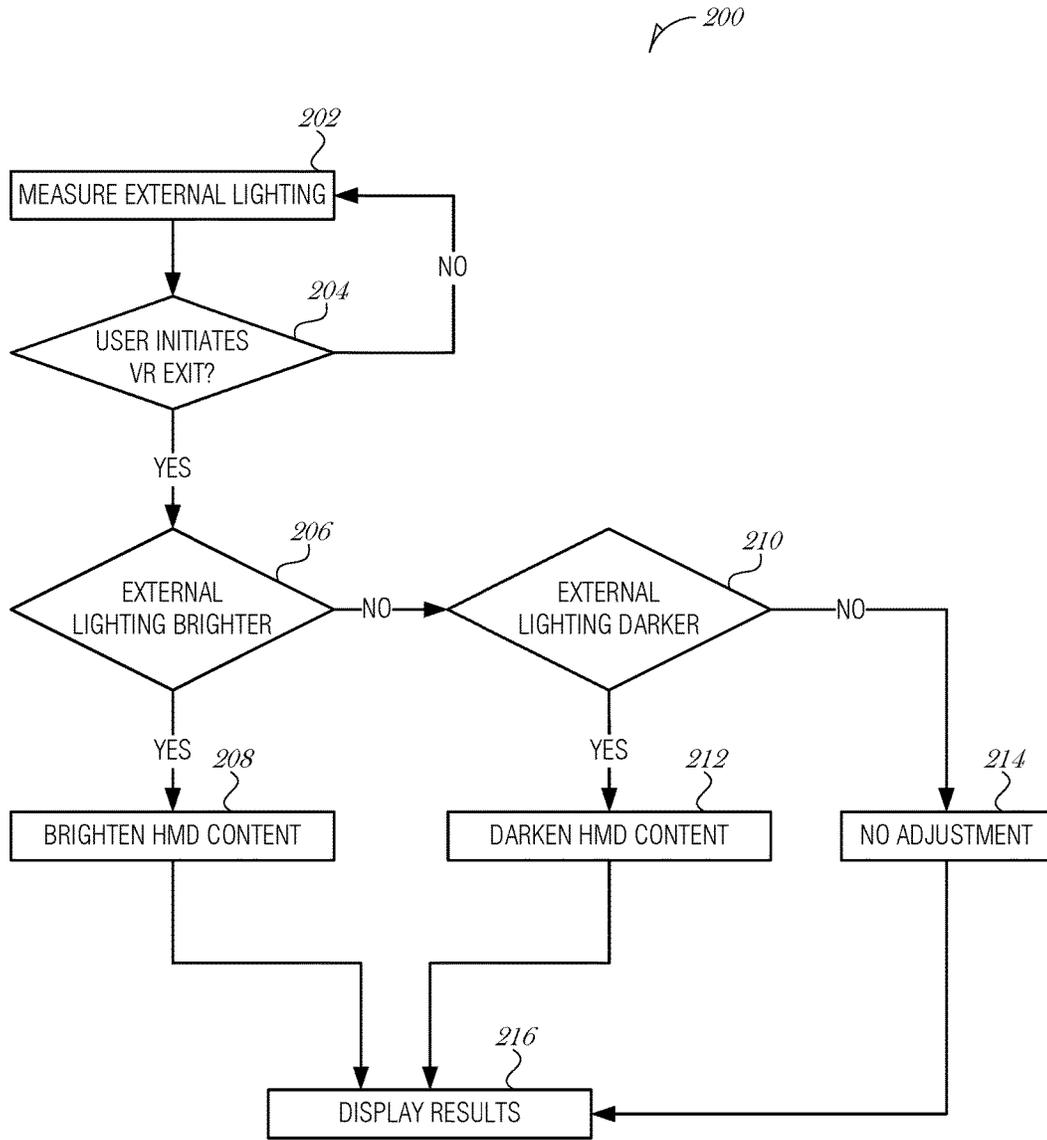 200
202
MEASURE EXTERNAL LIGHTING
NO
204
USER INITIATES
VR EXIT?
YES
206
EXTERNAL
LIGHTING BRIGHTER
NO
210
EXTERNAL
LIGHTING DARKER
NO
YES
208
BRIGHTEN HMD CONTENT
YES
212
DARKEN HMD CONTENT
214
NO ADJUSTMENT
216
DISPLAY RESULTS